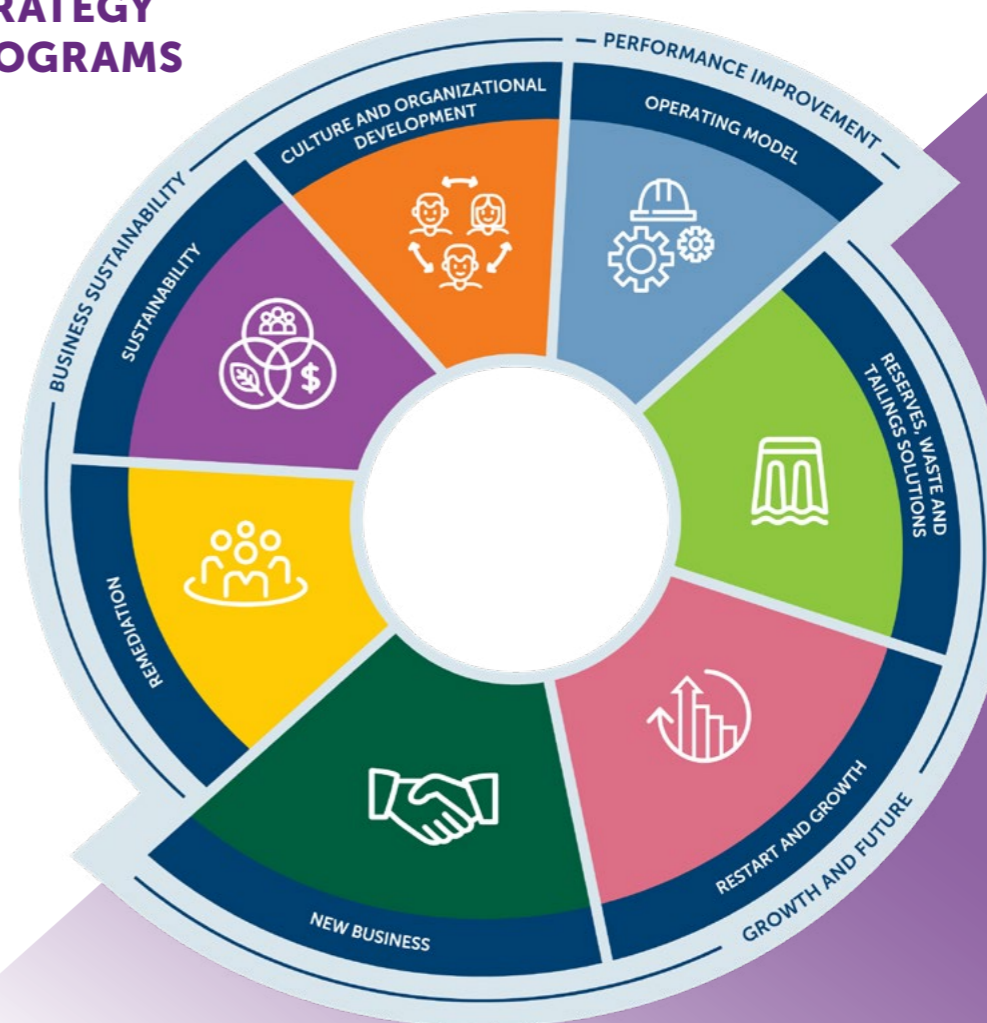 RATEGY
OGRAMS
PERFORMANCE IMPROVEMENT
OPERATING MODEL
CULTURE AND ORGANIZATIONAL
DEVELOPMENT
BUSINESS SUSTAINABILITY
SUSTAINABILITY
$
RESERVES, WASTE AND
TAILINGS SOLUTIONS
REMEDIATION
RESTART AND GROWTH
GROWTH AND FUTURE
NEW BUSINESS